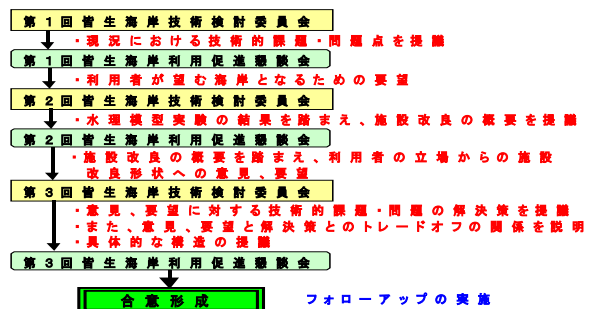 第１回皆生海岸技術検討委員会
・現況における技術的課題・問題点を提議
第１回皆生海岸利用促進懇談会
・利用者が望む海岸となるための要望
第２回皆生海岸技術検討委員会
・水理模型実験の結果を踏まえ、施設改良の概要を提議
第２回皆生海岸利用促進懇談会
・施設改良の概要を踏まえ、利用者の立場からの施設
改良形状への意見、要望
第３回皆生海岸技術検討委員会
・意見、要望に対する技術的課題・問題の解決策を提議
・また、意見、要望と解決策とのトレードオフの関係を説明
・具体的な構造の提議
第３回皆生海岸利用促進懇談会
合意形成
フォローアップの実施